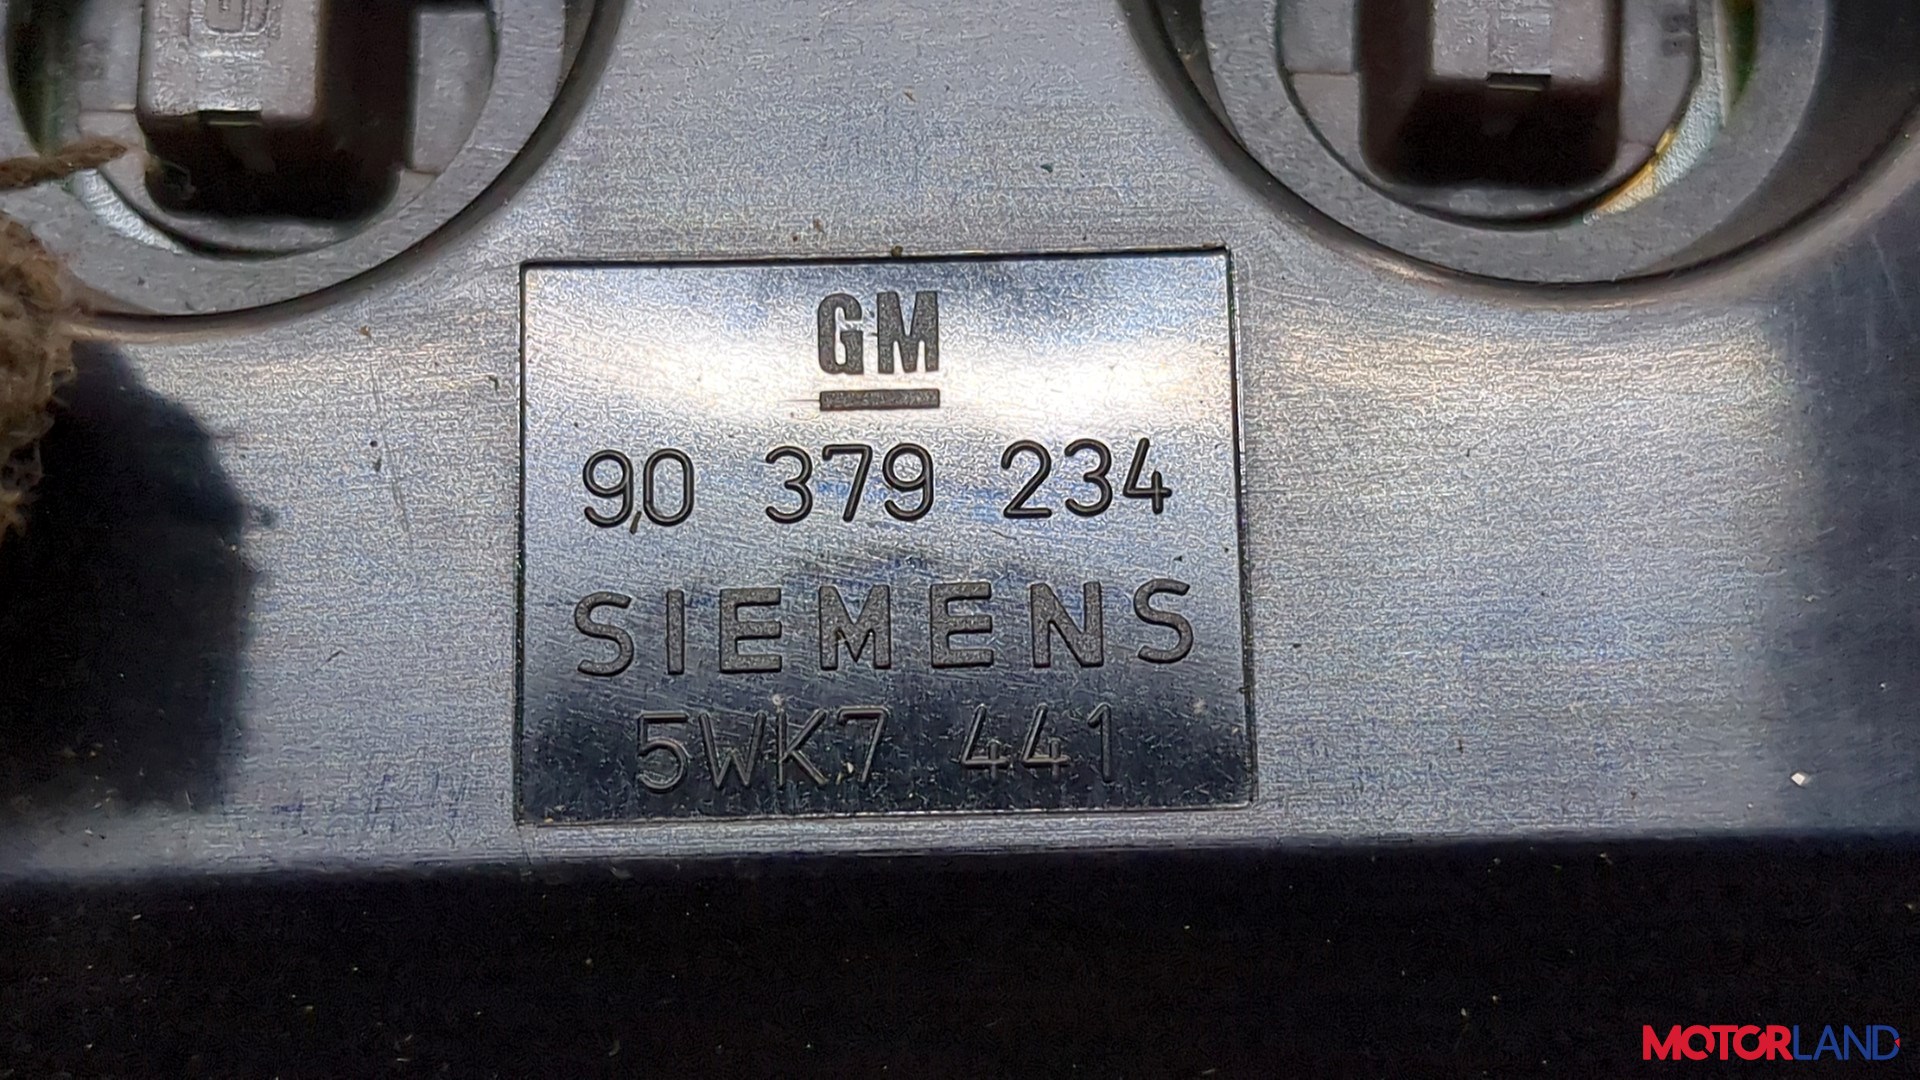 GM
90 379 234
SIEMENS
5WK7 441
MOTORLAND